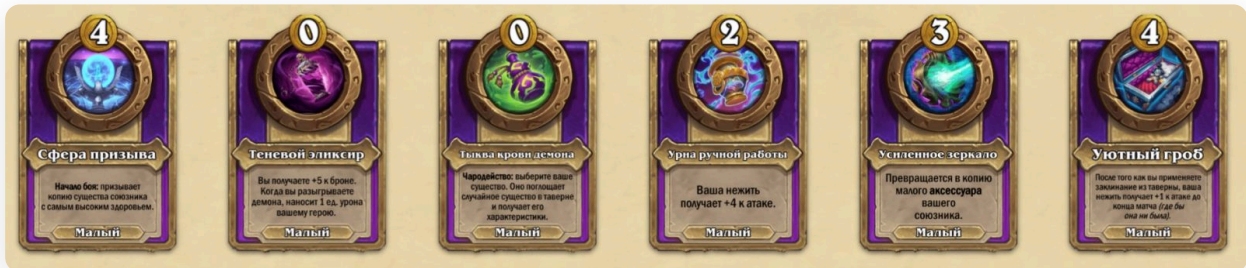 4
Сфера призыва
Начало боя: призывает
копию существа союзника
с самым высоким здоровьем.
Малый
0
Теневой эликсир
Вы получаете +5 к броне.
Когда вы разыгрываете
демона, наносит 1 ед. урона
вашему герою.
Малый
0
Тыква крови демона
Чародейство: выберите ваше
существо. Оно поглощает
случайное существо в таверне
и получает его
характеристики.
Малый
2
Урна ручной работы
Ваша нежить
получает +4 к атаке.
Малый
3
Усиленное зеркало
Превращается в копию
малого аксессуара
вашего
союзника.
Малый
4
Уютный гроб
После того как вы применяете
заклинание из таверны, ваша
нежить получает +1 к атаке до
конца матча (где бы
она ни была).
Малый